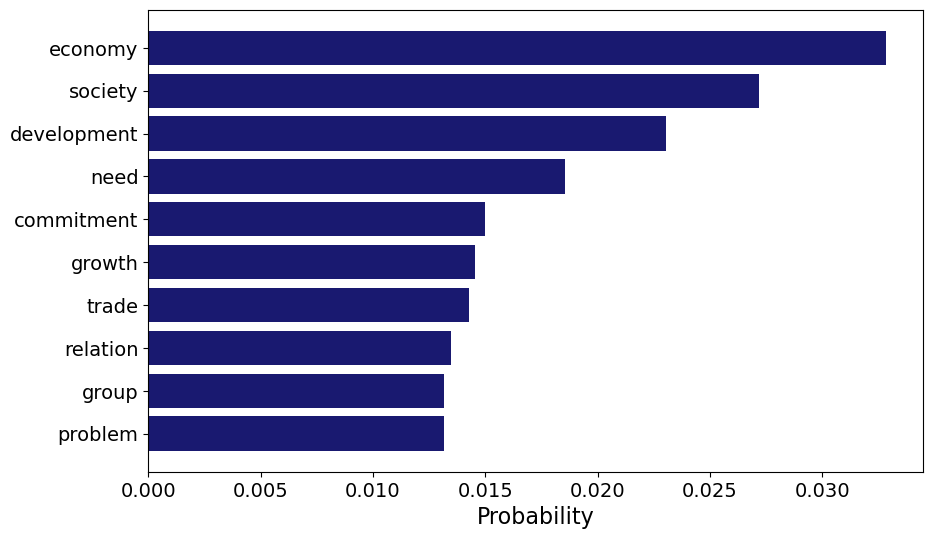 economy
society
development
need
commitment
growth
trade
relation
group
problem
0.000 0.005 0.010 0.015 0.020 0.025 0.030
Probability